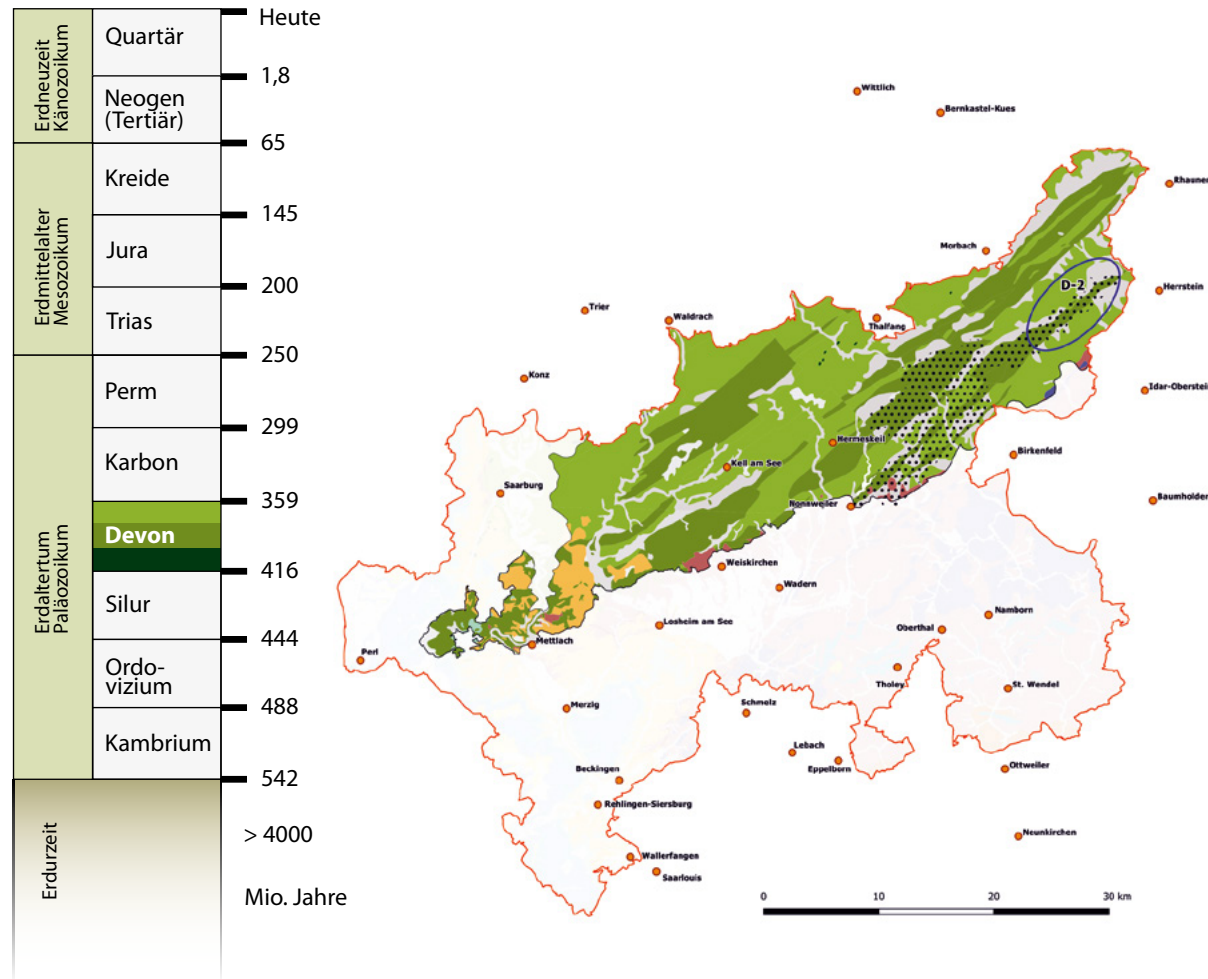 Heute
Erdneuzeit
Känozoikum
Quartär
1,8
Neogen
(Tertiär)
65
Erdmittelalter
Mesozoikum
Kreide
145
Jura
200
Trias
250
Erdaltertum
Paläozoikum
Perm
299
Karbon
359
Devon
416
Silur
444
Ordo-
vizium
488
Kambrium
542
Erdurzeit
> 4000
Mio. Jahre
Wittlich
Bernkastel-Kues
Rhaunen
Morbach
D-2
Herrstein
Trier
Waldrach
Thalfang
Konz
Idar-Oberstein
Hermeskeil
Birkenfeld
Kell am See
Saarburg
Baumholder
Nonnweiler
Weiskirchen
Wadern
Namborn
Losheim am See
Oberthal
Mettlach
Perl
Tholey
St. Wendel
Merzig
Schmelz
Lebach
Eppelborn
Ottweiler
Beckingen
Rehlingen-Siersburg
Neunkirchen
Wallerfangen
Saarlouis
0 10 20 30 km